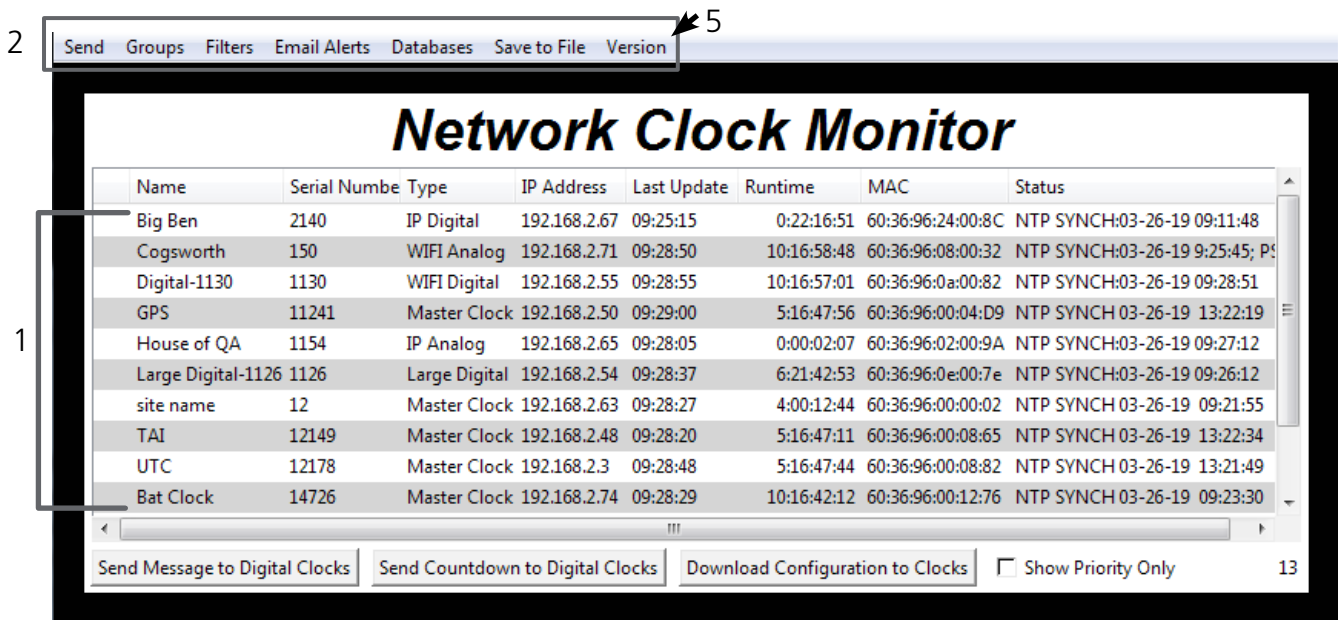 5
2
Send Groups Filters Email Alerts Databases Save to File Version
Network Clock Monitor
Name Serial Numbe Type IP Address Last Update Runtime MAC Status
Big Ben 2140 IP Digital 192.168.2.67 09:25:15 0:22:16:51 60:36:96:24:00:8C NTP SYNCH:03-26-19 09:11:48
Cogsworth 150 WIFI Analog 192.168.2.71 09:28:50 10:16:58:48 60:36:96:08:00:32 NTP SYNCH:03-26-19 9:25:45; PS
Digital-1130 1130 WIFI Digital 192.168.2.55 09:28:55 10:16:57:01 60:36:96:0a:00:82 NTP SYNCH:03-26-19 09:28:51
GPS 11241 Master Clock 192.168.2.50 09:29:00 5:16:47:56 60:36:96:00:04:D9 NTP SYNCH 03-26-19 13:22:19
1
House of QA 1154 IP Analog 192.168.2.65 09:28:05 0:00:02:07 60:36:96:02:00:9A NTP SYNCH:03-26-19 09:27:12
Large Digital-1126 1126 Large Digital 192.168.2.54 09:28:37 6:21:42:53 60:36:96:0e:00:7e NTP SYNCH:03-26-19 09:26:12
site name 12 Master Clock 192.168.2.63 09:28:27 4:00:12:44 60:36:96:00:00:02 NTP SYNCH 03-26-19 09:21:55
TAI 12149 Master Clock 192.168.2.48 09:28:20 5:16:47:11 60:36:96:00:08:65 NTP SYNCH 03-26-19 13:22:34
UTC 12178 Master Clock 192.168.2.3 09:28:48 5:16:47:44 60:36:96:00:08:82 NTP SYNCH 03-26-19 13:21:49
Bat Clock 14726 Master Clock 192.168.2.74 09:28:29 10:16:42:12 60:36:96:00:12:76 NTP SYNCH 03-26-19 09:23:30
Send Message to Digital Clocks Send Countdown to Digital Clocks Download Configuration to Clocks Show Priority Only 13